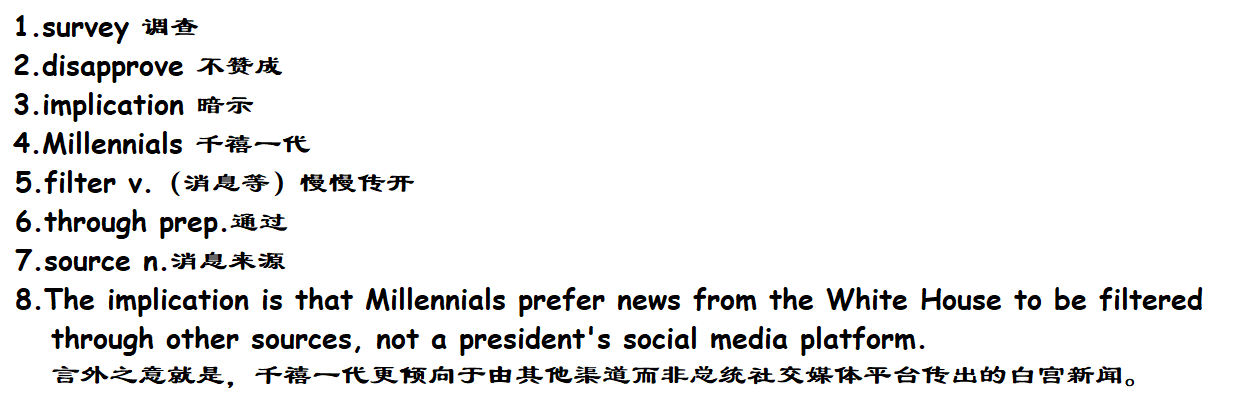 1.survey 调查
2.disapprove 不赞成
3.implication 暗示
4.Millennials 千禧一代
5.filter v.（消息等）慢慢传开
6.through prep.通过
7.source n.消息来源
8.The implication is that Millennials prefer news from the White House to be filtered
through other sources, not a president's social media platform.
言外之意就是，千禧一代更倾向于由其他渠道而非总统社交媒体平台传出的白宫新闻。